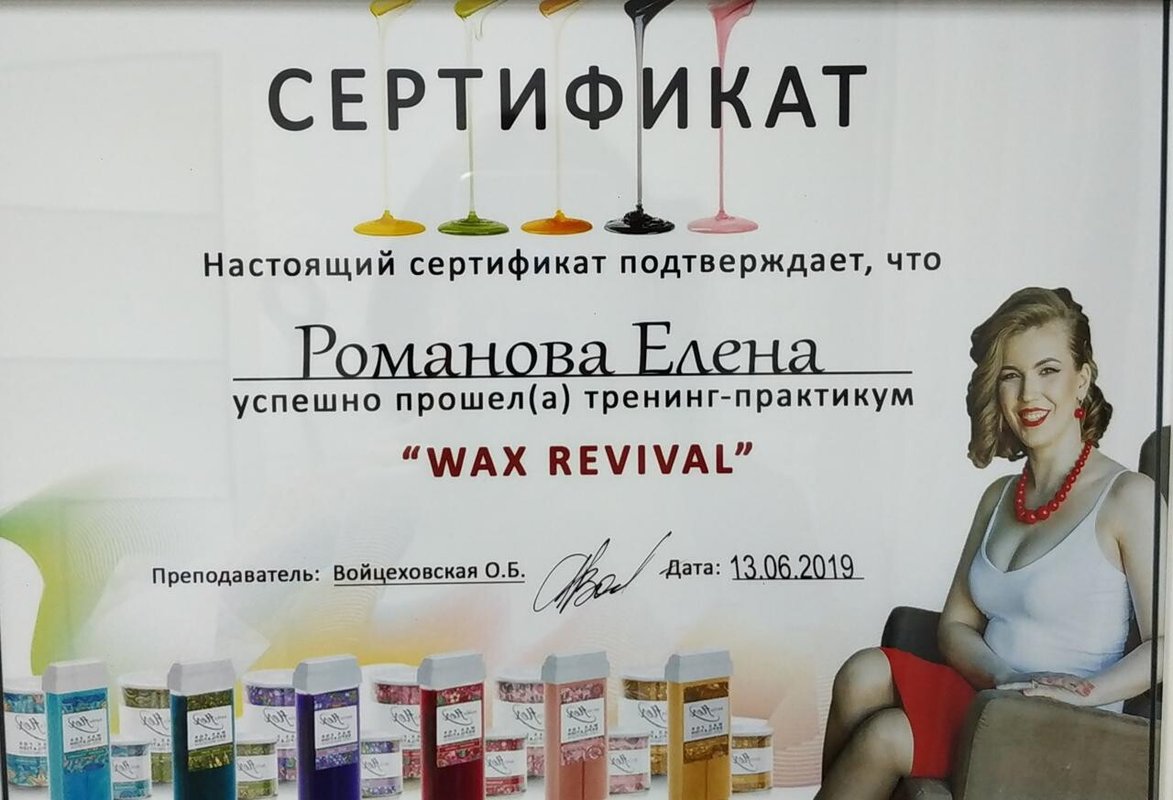 СЕРТИФИКАТ
Настоящий сертификат подтверждает, что
Романова Елена
успешно прошел(а) тренинг-практикум
“WAX REVIVAL”
Преподаватель: Войцеховская О.Б. Дата: 13.06.2019